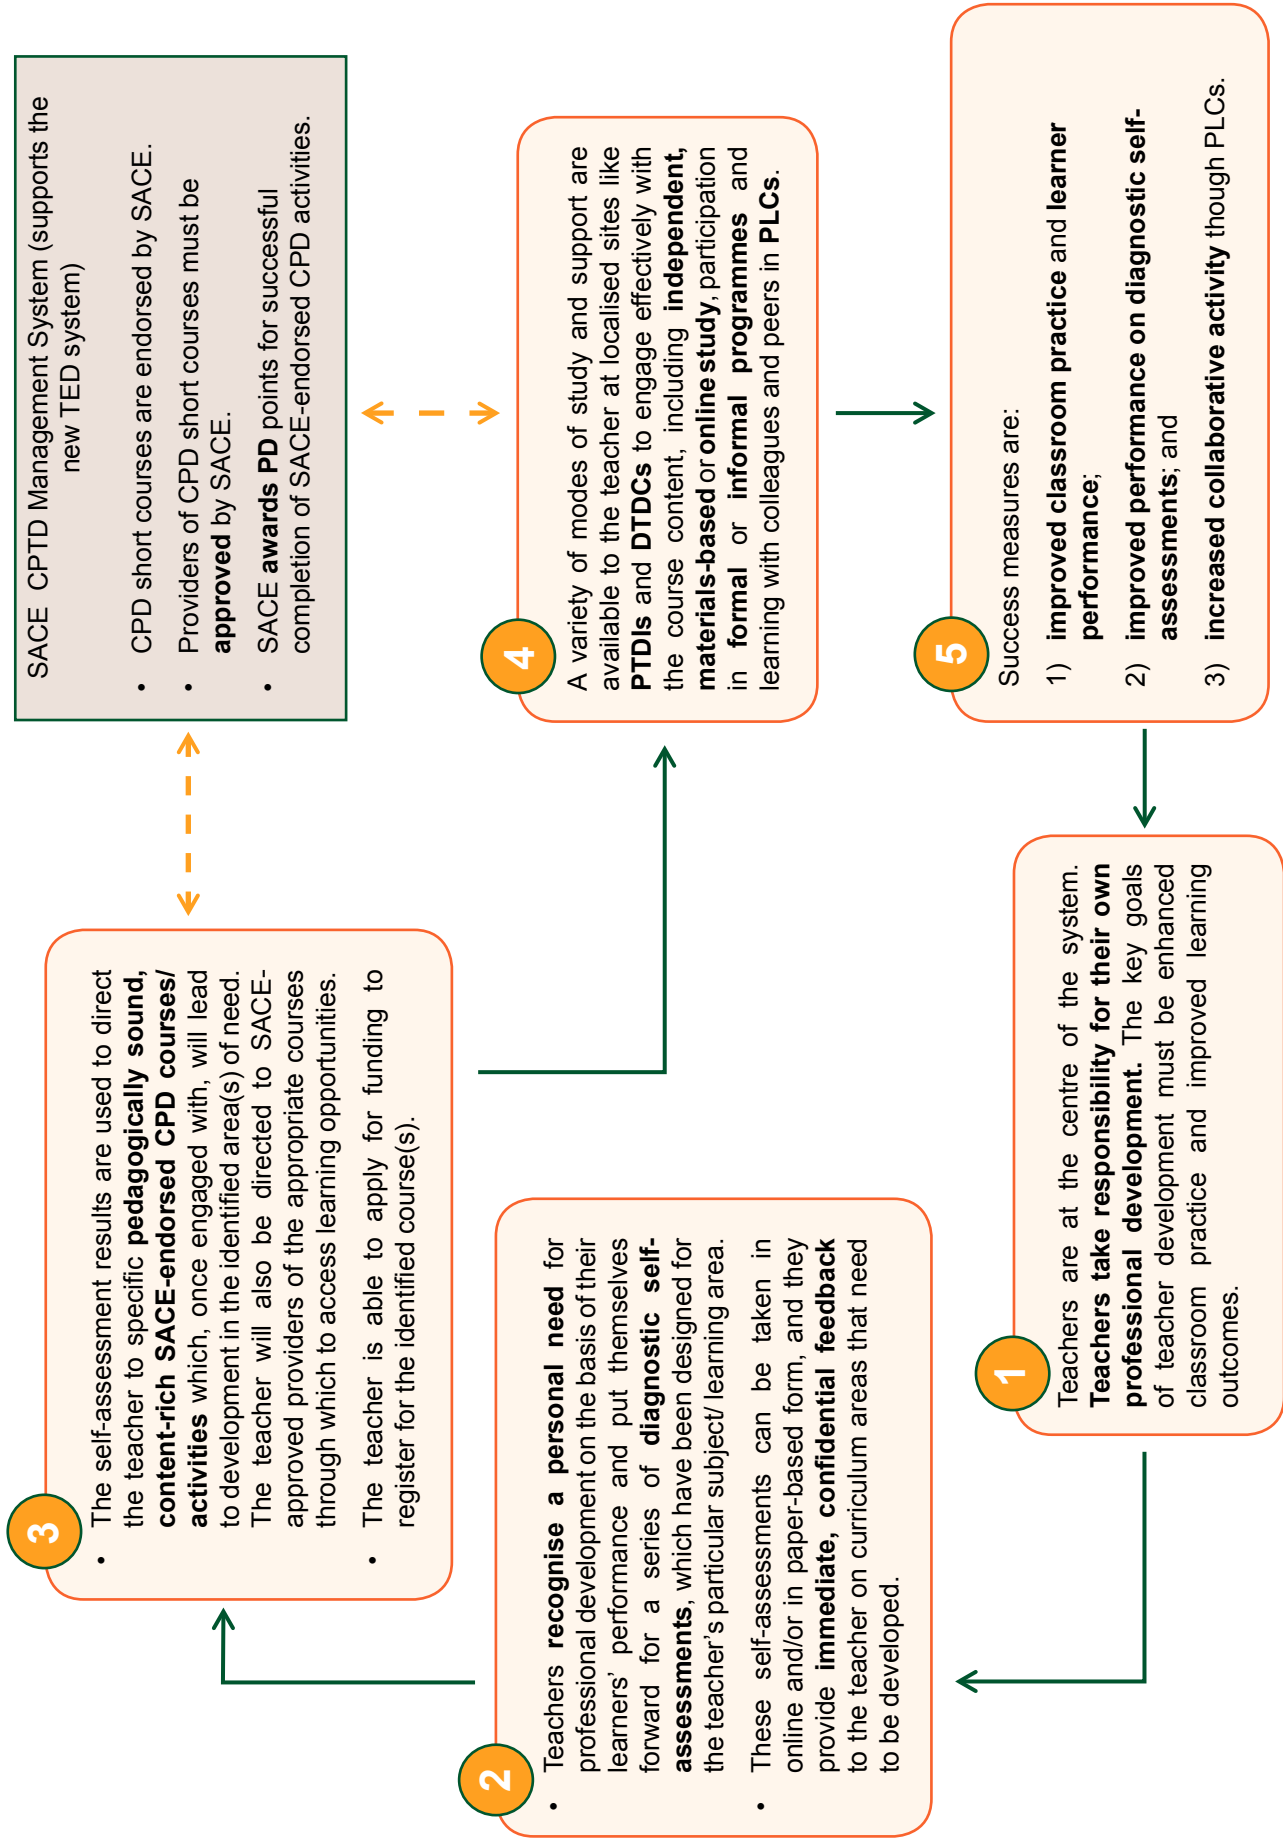 1
Teachers are at the centre of the system.
Teachers take responsibility for their own
professional development. The key goals
of teacher development must be enhanced
classroom practice and improved learning
outcomes.
2
• Teachers recognise a personal need for
professional development on the basis of their
learners' performance and put themselves
forward for a series of diagnostic self-
assessments, which have been designed for
the teacher's particular subject/ learning area.
• These self-assessments can be taken in
online and/or in paper-based form, and they
provide immediate, confidential feedback
to the teacher on curriculum areas that need
to be developed.
3
• The self-assessment results are used to direct
the teacher to specific pedagogically sound,
content-rich SACE-endorsed CPD courses/
activities which, once engaged with, will lead
to development in the identified area(s) of need.
The teacher will also be directed to SACE-
approved providers of the appropriate courses
through which to access learning opportunities.
• The teacher is able to apply for funding to
register for the identified course(s).
SACE CPTD Management System (supports the
new TED system)
• CPD short courses are endorsed by SACE.
• Providers of CPD short courses must be
approved by SACE.
• SACE awards PD points for successful
completion of SACE-endorsed CPD activities.
4
A variety of modes of study and support are
available to the teacher at localised sites like
PTDIs and DTDCs to engage effectively with
the course content, including independent,
materials-based or online study, participation
in formal or informal programmes and
learning with colleagues and peers in PLCs.
5
Success measures are:
1) improved classroom practice and learner
performance;
2) improved performance on diagnostic self-
assessments; and
3) increased collaborative activity though PLCs.